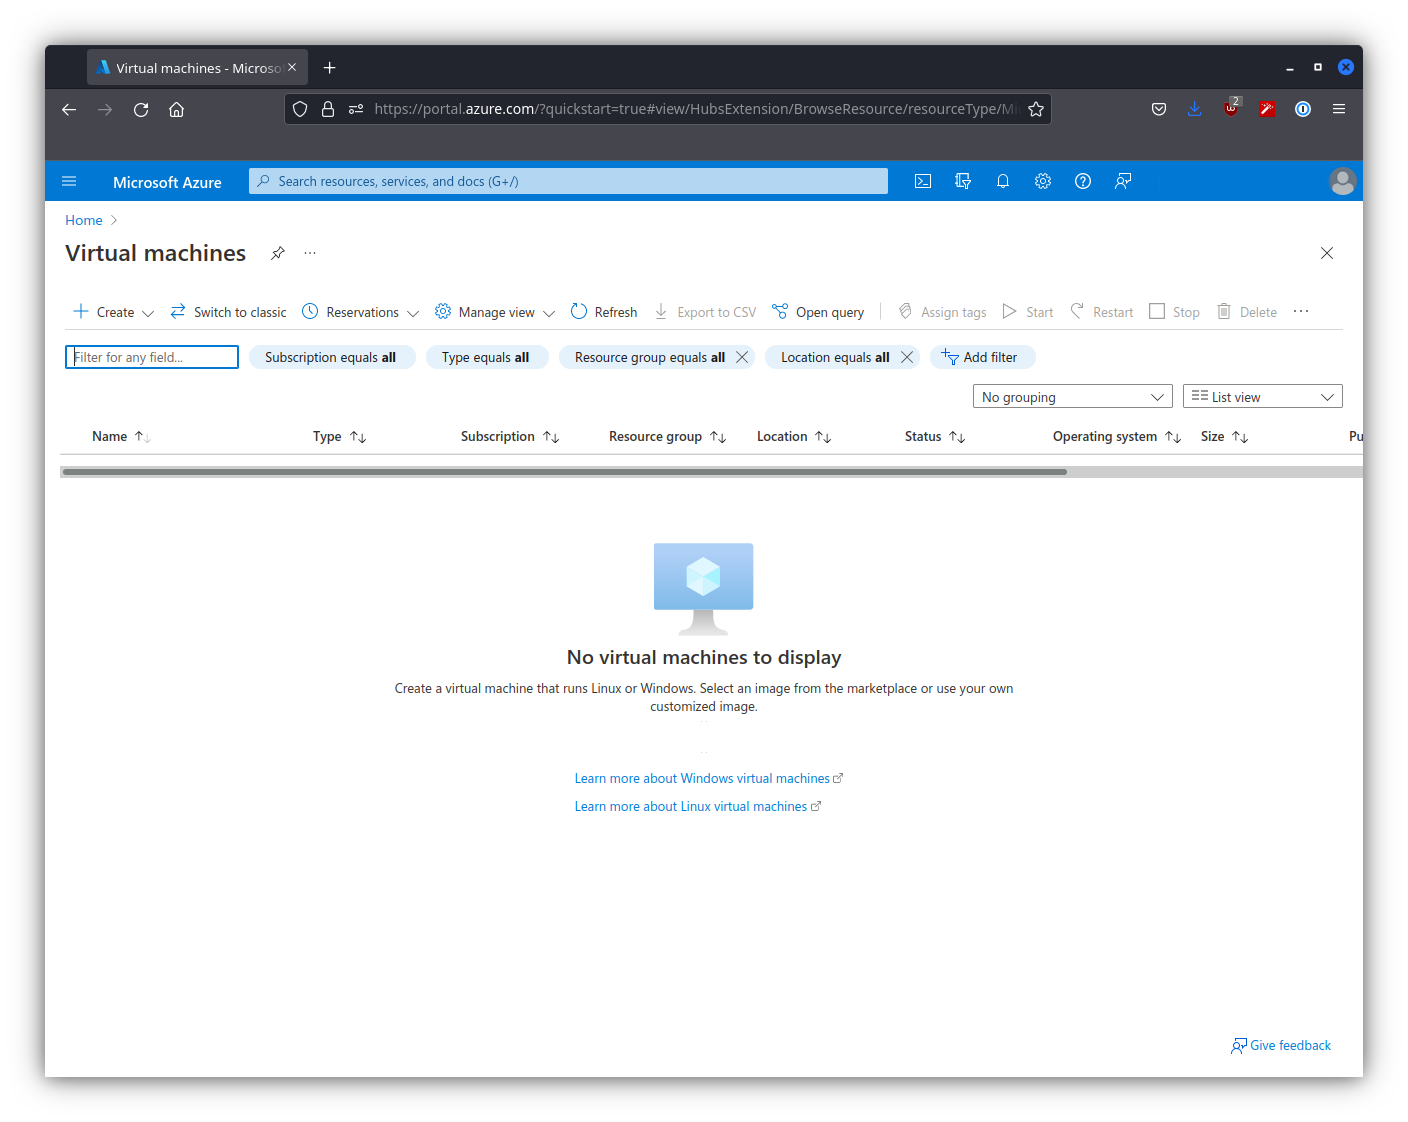 Virtual machines - Microso
https://portal.azure.com/?quickstart=true#view/HubsExtension/BrowseResource/resourceType/Mi
2
Microsoft Azure
Search resources, services, and docs (G+/)
Home
Virtual machines
Create
Switch to classic
Reservations
Manage view
Refresh
Export to CSV
Open query
Assign tags
Start
Restart
Stop
Delete
Filter for any field...
Subscription equals all
Type equals all
Resource group equals all
Location equals all
Add filter
No grouping
List view
Name
Type
Subscription
Resource group
Location
Status
Operating system
Size
Pu
No virtual machines to display
Create a virtual machine that runs Linux or Windows. Select an image from the marketplace or use your own
customized image.
Learn more about Windows virtual machines
Learn more about Linux virtual machines
Give feedback